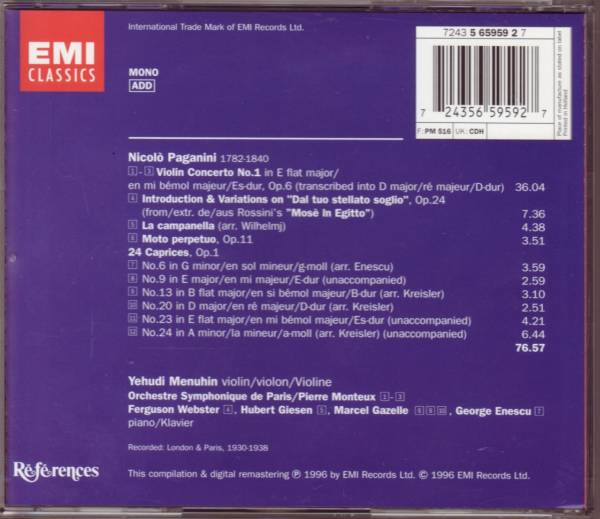 International Trade Mark of EMI Records Ltd.
EMI
CLASSICS
MONO
ADD
7243 5 65959 2 7
7 24356 59592 7
F: PM 516 UK: CDH
Place of manufacture as stated on label
Printed in Holland
Nicolò Paganini 1782-1840
1 - 3 Violin Concerto No.1 in E flat major/
en mi bémol majeur/Es-dur, Op.6 (transcribed into D major/ré majeur/D-dur) 36.04
4 Introduction & Variations on "Dal tuo stellato soglio", Op.24
(from/extr. de/aus Rossini's "Mosè In Egitto") 7.36
5 La campanella (arr. Wilhelmj) 4.38
6 Moto perpetuo, Op.11 3.51
24 Caprices, Op.1
7 No.6 in G minor/en sol mineur/g-moll (arr. Enescu) 3.59
8 No.9 in E major/en mi majeur/E-dur (unaccompanied) 2.59
9 No.13 in B flat major/en si bémol majeur/B-dur (arr. Kreisler) 3.10
10 No.20 in D major/en ré majeur/D-dur (arr. Kreisler) 2.51
11 No.23 in E flat major/en mi bémol majeur/Es-dur (unaccompanied) 4.21
12 No.24 in A minor/la mineur/a-moll (arr. Kreisler) (unaccompanied) 6.44
76.57
Yehudi Menuhin violin/violon/Violine
Orchestre Symphonique de Paris/Pierre Monteux 1 - 3
Ferguson Webster 4, Hubert Giesen 5, Marcel Gazelle 6 9 10, George Enescu 7
piano/Klavier
Recorded: London & Paris, 1930-1938
Références
This compilation & digital remastering ℗ 1996 by EMI Records Ltd. © 1996 EMI Records Ltd.